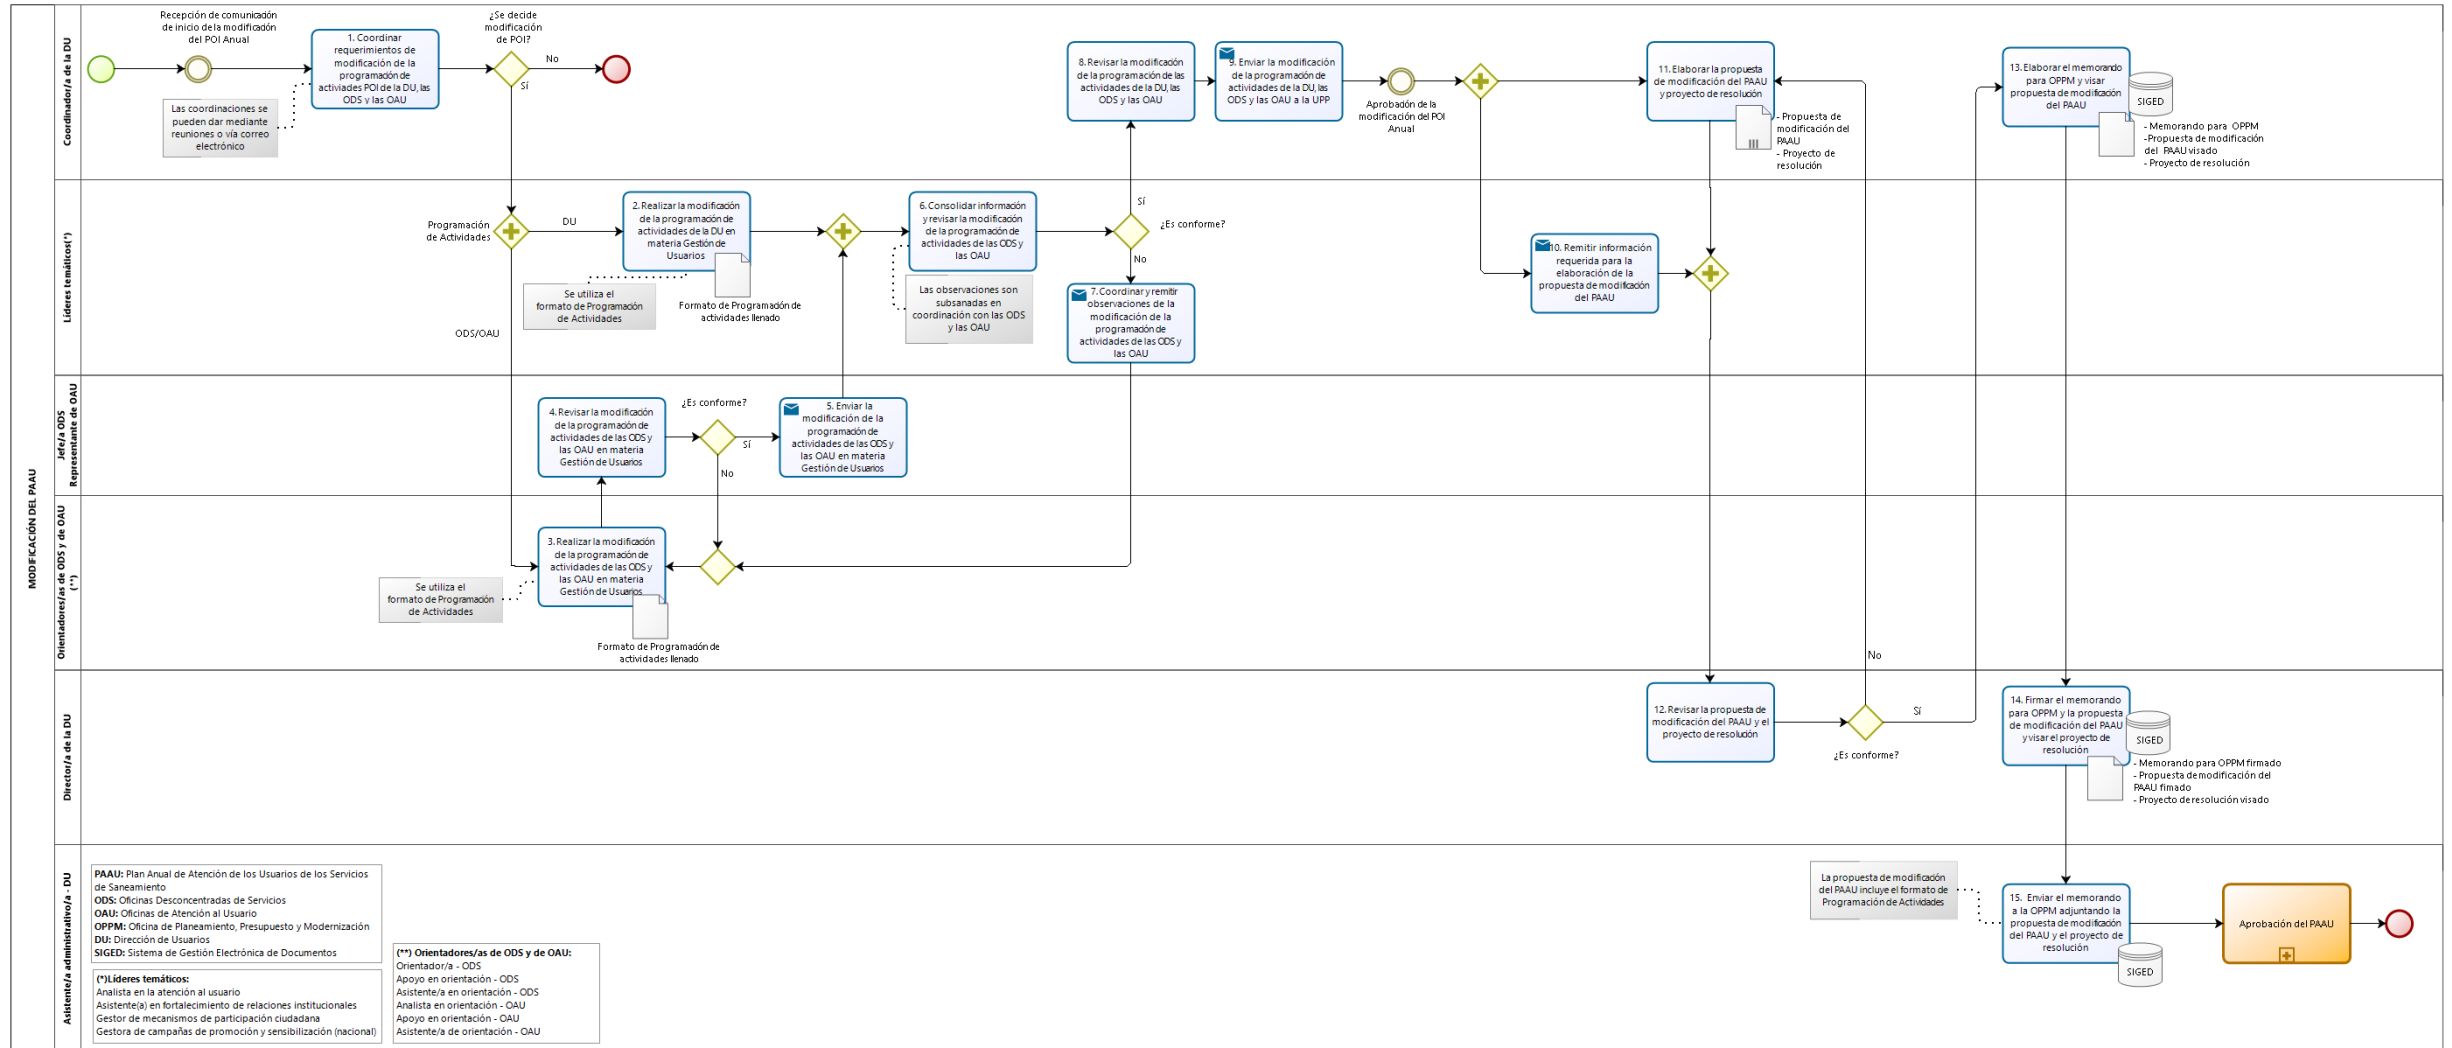 MODIFICACIÓN DEL PAAU
Coordinador/a de la DU
Recepción de comunicación
de inicio de la modificación
del POI Anual
1. Coordinar
requerimientos de
modificación de la
programación de
actividades POI de la DU, las
ODS y las OAU
Las coordinaciones se
pueden dar mediante
reuniones o vía correo
electrónico
¿Se decide
modificación
de POI?
No
Sí
8. Revisar la modificación
de la programación de las
actividades de la DU, las
ODS y las OAU
9. Enviar la modificación
de la programación de
actividades de la DU, las
ODS y las OAU a la UPP
Aprobación de la
modificación del POI
Anual
11. Elaborar la propuesta
de modificación del PAAU
y proyecto de resolución
- Propuesta de
modificación del
PAAU
- Proyecto de
resolución
13. Elaborar el memorando
para OPPM y visar
propuesta de modificación
del PAAU
SIGED
- Memorando para OPPM
-Propuesta de modificación
del PAAU visado
- Proyecto de resolución
Líderes temáticos(*)
Programación
de Actividades
DU
ODS/OAU
2. Realizar la modificación
de la programación de
actividades de la DU en
materia Gestión de
Usuarios
Se utiliza el
formato de Programación
de Actividades
Formato de Programación de
actividades llenado
6. Consolidar información
y revisar la modificación
de la programación de
actividades de las ODS y
las OAU
Las observaciones son
subsanadas en
coordinación con las ODS
y las OAU
Sí
¿Es conforme?
No
7. Coordinar y remitir
observaciones de la
modificación de la
programación de
actividades de las ODS y
las OAU
10. Remitir información
requerida para la
elaboración de la
propuesta de modificación
del PAAU
Jefe/a ODS
Representante de OAU
4. Revisar la modificación
de la programación de
actividades de las ODS y
las OAU en materia
Gestión de Usuarios
¿Es conforme?
Sí
No
5. Enviar la
modificación de la
programación de
actividades de las ODS y
las OAU en materia
Gestión de Usuarios
Orientadores/as de ODS y de OAU
(**)
3. Realizar la modificación
de la programación de
actividades de las ODS y
las OAU en materia
Gestión de Usuarios
Se utiliza el
formato de Programación
de Actividades
Formato de Programación de
actividades llenado
Director/a de la DU
12. Revisar la propuesta de
modificación del PAAU y el
proyecto de resolución
No
Sí
¿Es conforme?
14. Firmar el memorando
para OPPM y la propuesta
de modificación del PAAU
y visar el proyecto de
resolución
SIGED
- Memorando para OPPM firmado
- Propuesta de modificación del
PAAU fimado
- Proyecto de resolución visado
Asistente/a administrativo/a - DU
PAAU: Plan Anual de Atención de los Usuarios de los Servicios
de Saneamiento
ODS: Oficinas Desconcentradas de Servicios
OAU: Oficinas de Atención al Usuario
OPPM: Oficina de Planeamiento, Presupuesto y Modernización
DU: Dirección de Usuarios
SIGED: Sistema de Gestión Electrónica de Documentos
(*)Líderes temáticos:
Analista en la atención al usuario
Asistente(a) en fortalecimiento de relaciones institucionales
Gestor de mecanismos de participación ciudadana
Gestora de campañas de promoción y sensibilización (nacional)
(**) Orientadores/as de ODS y de OAU:
Orientador/a - ODS
Apoyo en orientación - ODS
Asistente/a en orientación - ODS
Analista en orientación - OAU
Apoyo en orientación - OAU
Asistente/a de orientación - OAU
La propuesta de modificación
del PAAU incluye el formato de
Programación de Actividades
15. Enviar el memorando
a la OPPM adjuntando la
propuesta de modificación
del PAAU y el proyecto de
resolución
SIGED
Aprobación del PAAU